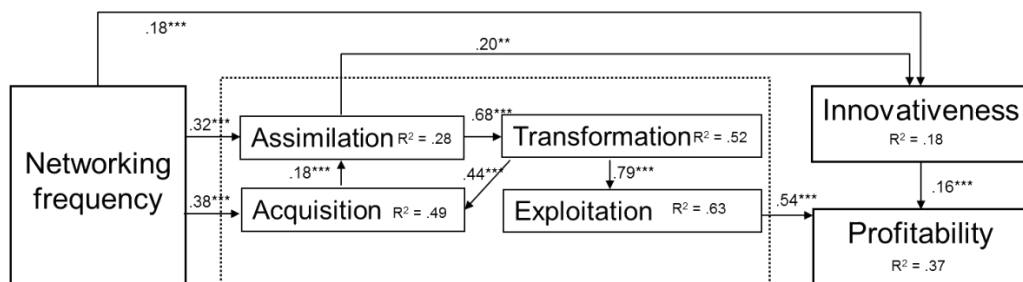 .18***
.20**
Networking
frequency
.32***
.38***
Assimilation R² = .28
.68***
Transformation R² = .52
.18***
.44***
.79***
Acquisition R² = .49
Exploitation R² = .63
.54***
Innovativeness
R² = .18
.16***
Profitability
R² = .37